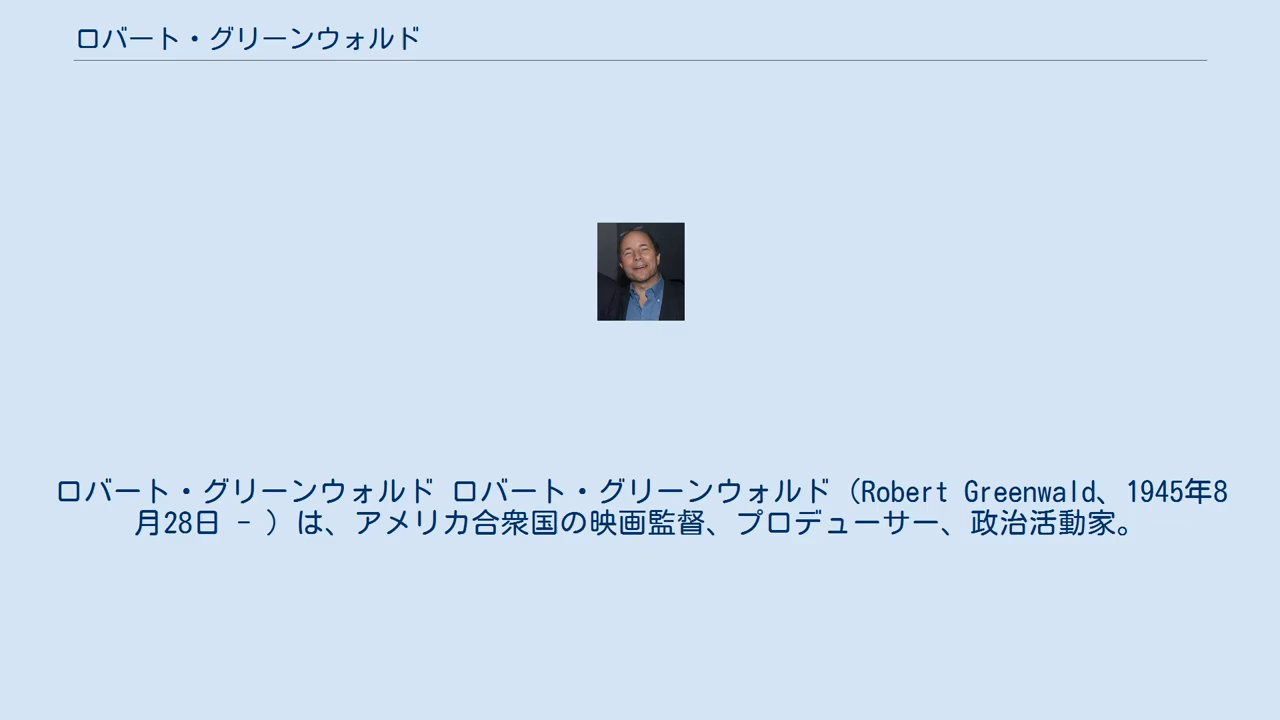 ロバート・グリーンウォルド
ロバート・グリーンウォルド ロバート・グリーンウォルド（Robert Greenwald、1945年8
月28日 - ）は、アメリカ合衆国の映画監督、プロデューサー、政治活動家。